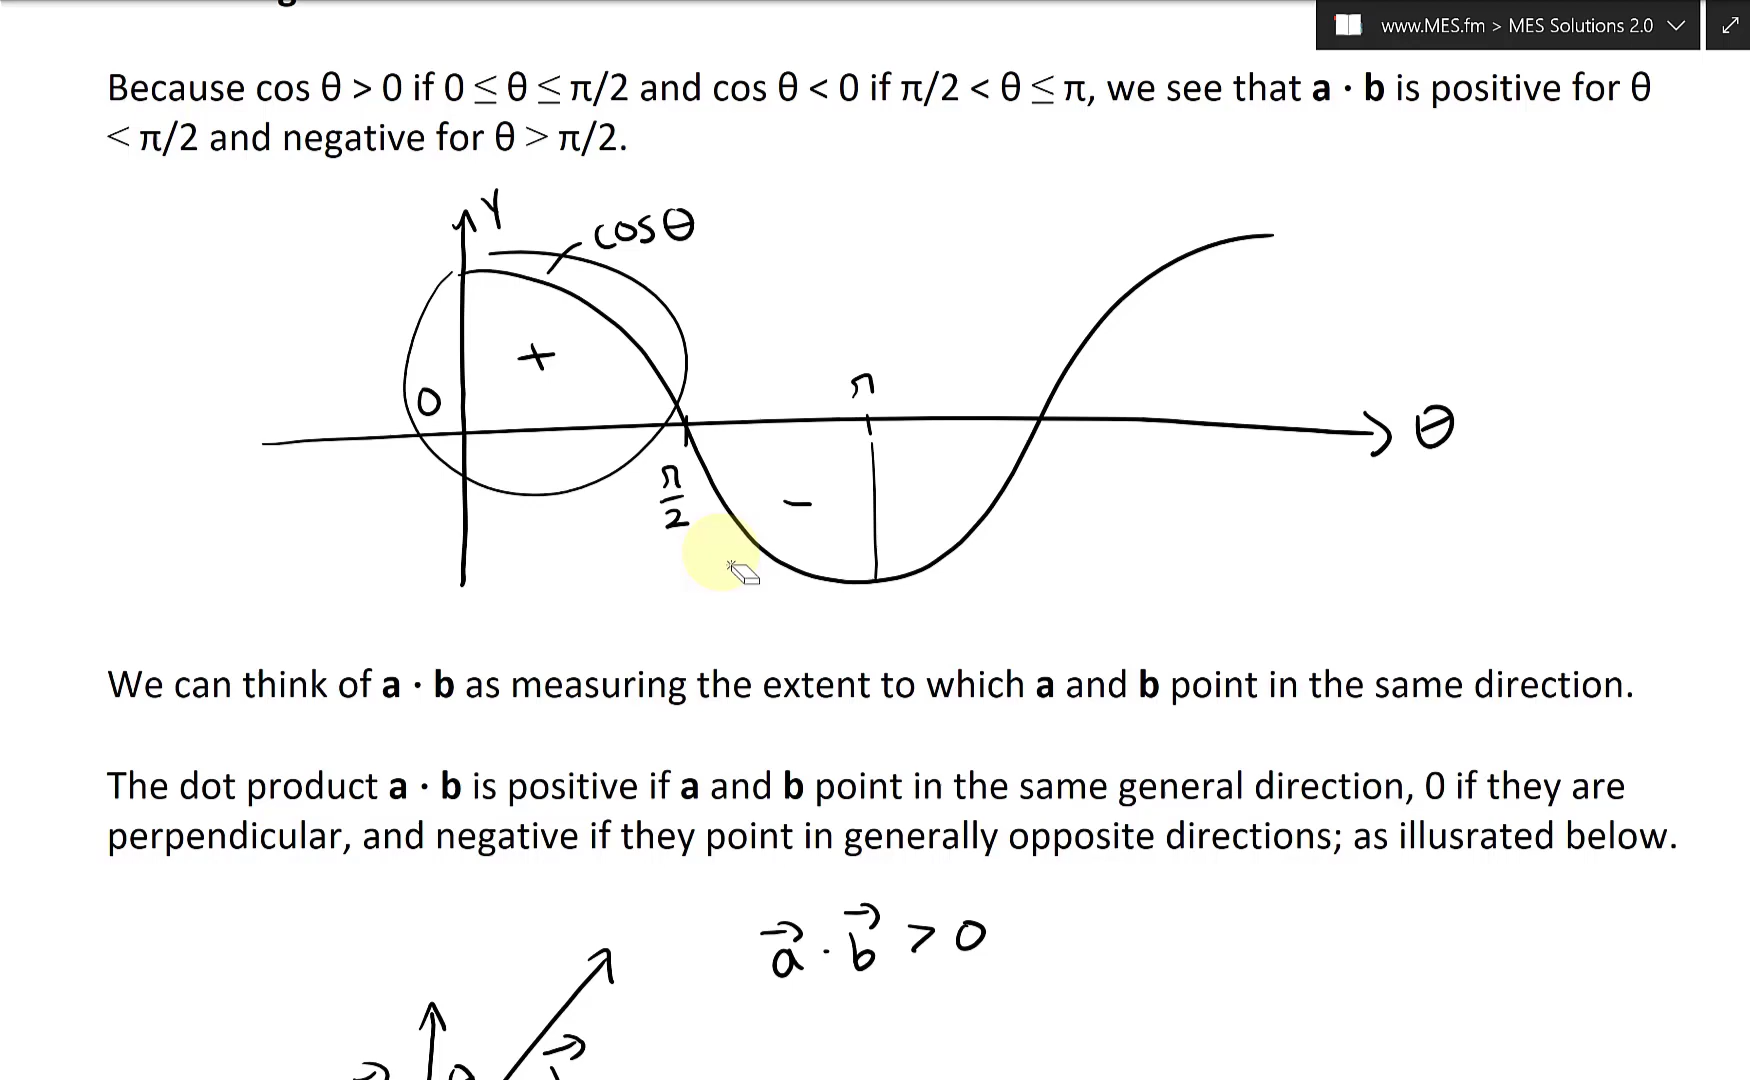 www.MES.fm > MES Solutions 2.0
Because cos θ > 0 if 0 ≤ θ ≤ π/2 and cos θ < 0 if π/2 < θ ≤ π, we see that a · b is positive for θ
< π/2 and negative for θ > π/2.
Y
cosθ
+
0
π
θ
π/2
−
We can think of a · b as measuring the extent to which a and b point in the same direction.
The dot product a · b is positive if a and b point in the same general direction, 0 if they are
perpendicular, and negative if they point in generally opposite directions; as illusrated below.
a⃗ · b⃗ > 0